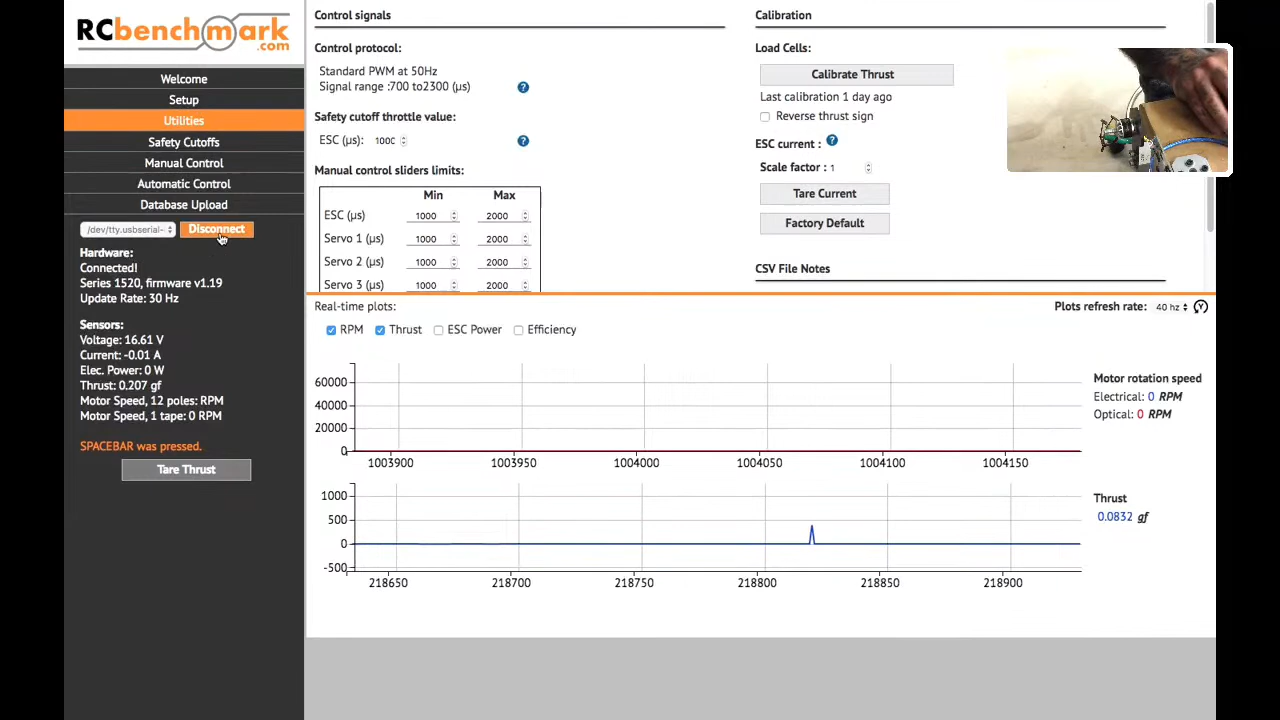 RCbenchmark
.com
Welcome
Setup
Utilities
Safety Cutoffs
Manual Control
Automatic Control
Database Upload
/dev/tty.usbserial-
Disconnect
Hardware:
Connected!
Series 1520, firmware v1.19
Update Rate: 30 Hz
Sensors:
Voltage: 16.61 V
Current: -0.01 A
Elec. Power: 0 W
Thrust: 0.207 gf
Motor Speed, 12 poles: RPM
Motor Speed, 1 tape: 0 RPM
SPACEBAR was pressed.
Tare Thrust
Control signals
Control protocol:
Standard PWM at 50Hz
Signal range :700 to2300 (µs)
?
Safety cutoff throttle value:
ESC (µs): 1000
?
Manual control sliders limits:
Min Max
ESC (µs) 1000 2000
Servo 1 (µs) 1000 2000
Servo 2 (µs) 1000 2000
Servo 3 (µs) 1000 2000
Calibration
Load Cells:
Calibrate Thrust
Last calibration 1 day ago
Reverse thrust sign
ESC current : ?
Scale factor : 1
Tare Current
Factory Default
CSV File Notes
Real-time plots:
Plots refresh rate: 40 hz
RPM Thrust ESC Power Efficiency
60000
40000
20000
0
1003900 1003950 1004000 1004050 1004100 1004150
Motor rotation speed
Electrical: 0 RPM
Optical: 0 RPM
1000
500
0
-500
218650 218700 218750 218800 218850 218900
Thrust
0.0832 gf